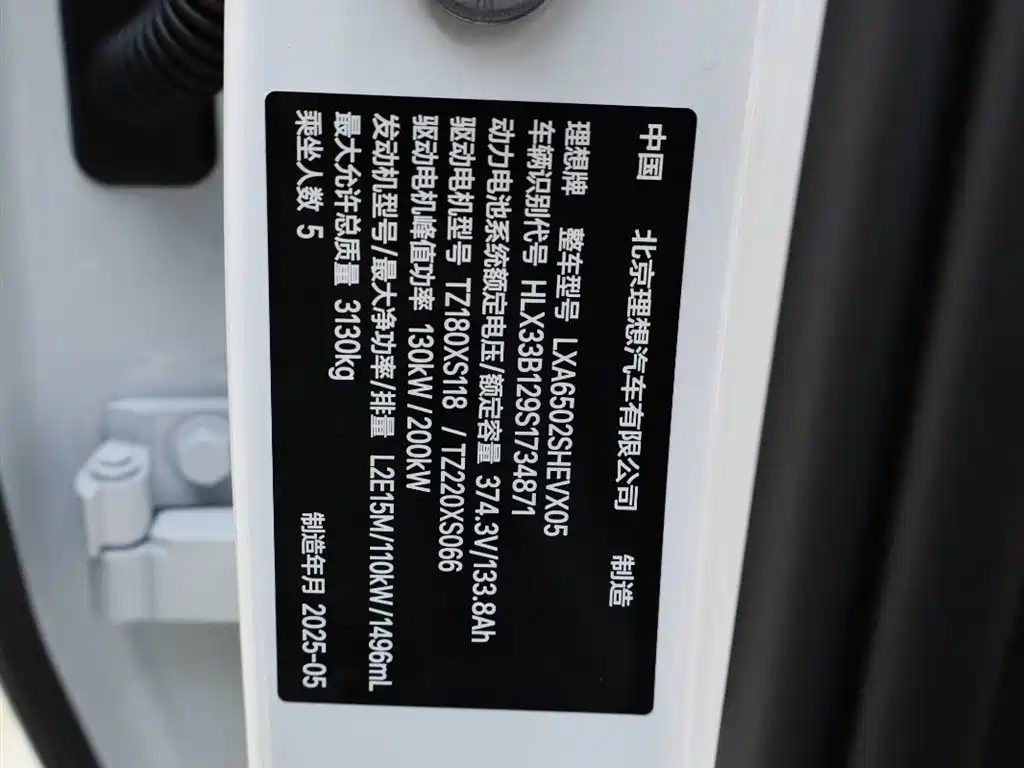 中国 北京理想汽车有限公司 制造
理想牌 整车型号 LXA6502SHEVX05
车辆识别代号 HLX33B129S1734871
动力电池系统额定电压/额定容量 374.3V/133.8Ah
驱动电机型号 TZ180XS118 /TZ220XS066
驱动电机峰值功率 130kW/200kW
发动机型号/最大净功率/排量 L2E15M/110kW/1496mL
最大允许总质量 3130kg
乘坐人数 5 制造年月 2025-05